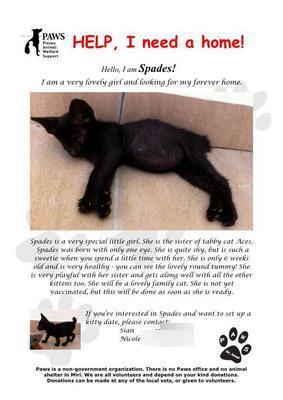 PAWS
Please
Animal
Welfare
Support
HELP, I need a home!
Hello, I am Spades!
I am a very lovely girl and looking for my forever home.
Spades is a very special little girl. She is the sister of tabby cat Aces.
Spades was born with only one eye. She is quite shy, but is such a
sweetie when you spend a little time with her. She is only 6 weeks
old and is very healthy - you can see the lovely round tummy! She
is very playful with her sister and gets along well with all the other
kittens too. She will be a lovely family cat. She is not yet
vaccinated, but this will be done as soon as she is ready.
If you're interested in Spades and want to set up a
kitty date, please contact:
Sian
Nicole
PAWS
PAWS is a non-government organization. There is no PAWS office and no animal
shelter in Miri. We are all volunteers and depend on your kind donations.
Donations can be made at any of the local vets, or given to volunteers.